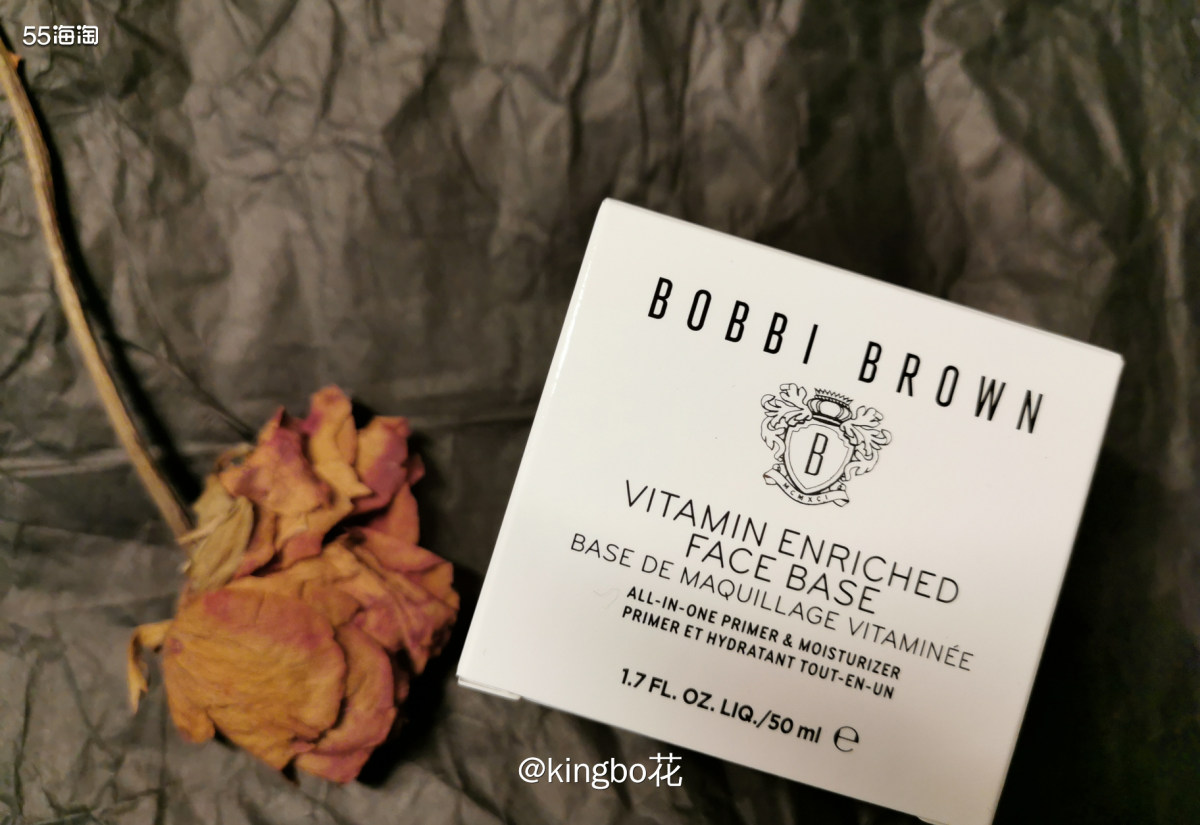 55海淘
BOBBI BROWN
B
MCMXCI
VITAMIN ENRICHED
FACE BASE
BASE DE MAQUILLAGE VITAMINÉE
ALL-IN-ONE PRIMER & MOISTURIZER
PRIMER ET HYDRATANT TOUT-EN-UN
1.7 FL. OZ. LIQ./50 ml ℮
@kingbo花